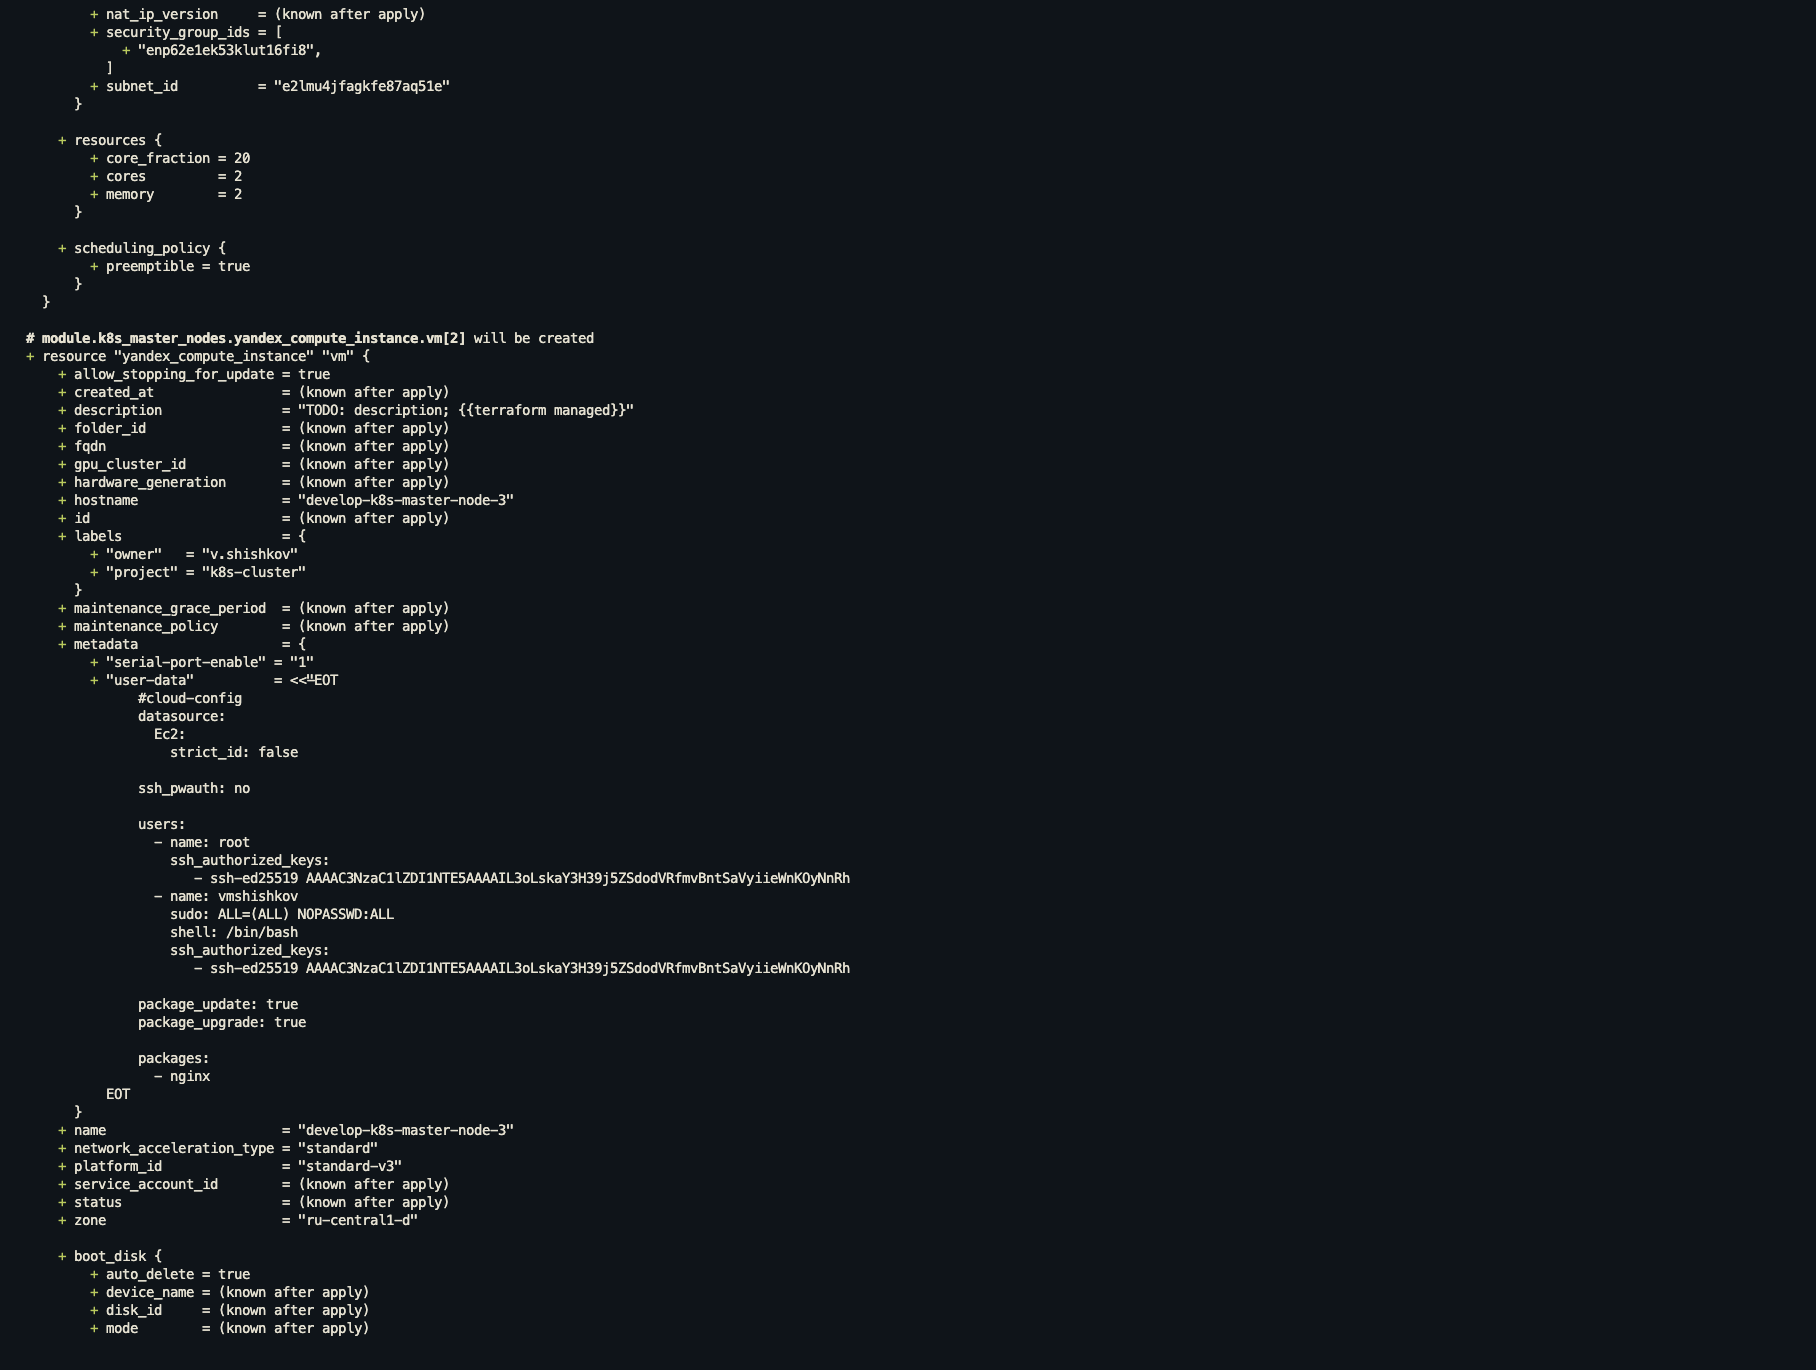 + nat_ip_version     = (known after apply)
+ security_group_ids = [
+ "enp62e1ek53klut16fi8",
]
+ subnet_id          = "e2lmu4jfagkfe87aq51e"
}
+ resources {
+ core_fraction = 20
+ cores         = 2
+ memory        = 2
}
+ scheduling_policy {
+ preemptible = true
}
}
# module.k8s_master_nodes.yandex_compute_instance.vm[2] will be created
+ resource "yandex_compute_instance" "vm" {
+ allow_stopping_for_update = true
+ created_at                = (known after apply)
+ description               = "TODO: description; {{terraform managed}}"
+ folder_id                 = (known after apply)
+ fqdn                      = (known after apply)
+ gpu_cluster_id            = (known after apply)
+ hardware_generation       = (known after apply)
+ hostname                  = "develop-k8s-master-node-3"
+ id                        = (known after apply)
+ labels                    = {
+ "owner"   = "v.shishkov"
+ "project" = "k8s-cluster"
}
+ maintenance_grace_period  = (known after apply)
+ maintenance_policy        = (known after apply)
+ metadata                  = {
+ "serial-port-enable" = "1"
+ "user-data"          = <<-EOT
#cloud-config
datasource:
Ec2:
strict_id: false
ssh_pwauth: no
users:
- name: root
ssh_authorized_keys:
- ssh-ed25519 AAAAC3NzaC1lZDI1NTE5AAAAIL3oLskaY3H39j5ZSdodVRfmvBntSaVyiieWnKOyNnRh
- name: vmshishkov
sudo: ALL=(ALL) NOPASSWD:ALL
shell: /bin/bash
ssh_authorized_keys:
- ssh-ed25519 AAAAC3NzaC1lZDI1NTE5AAAAIL3oLskaY3H39j5ZSdodVRfmvBntSaVyiieWnKOyNnRh
package_update: true
package_upgrade: true
packages:
- nginx
EOT
}
+ name                      = "develop-k8s-master-node-3"
+ network_acceleration_type = "standard"
+ platform_id               = "standard-v3"
+ service_account_id        = (known after apply)
+ status                    = (known after apply)
+ zone                      = "ru-central1-d"
+ boot_disk {
+ auto_delete = true
+ device_name = (known after apply)
+ disk_id     = (known after apply)
+ mode        = (known after apply)